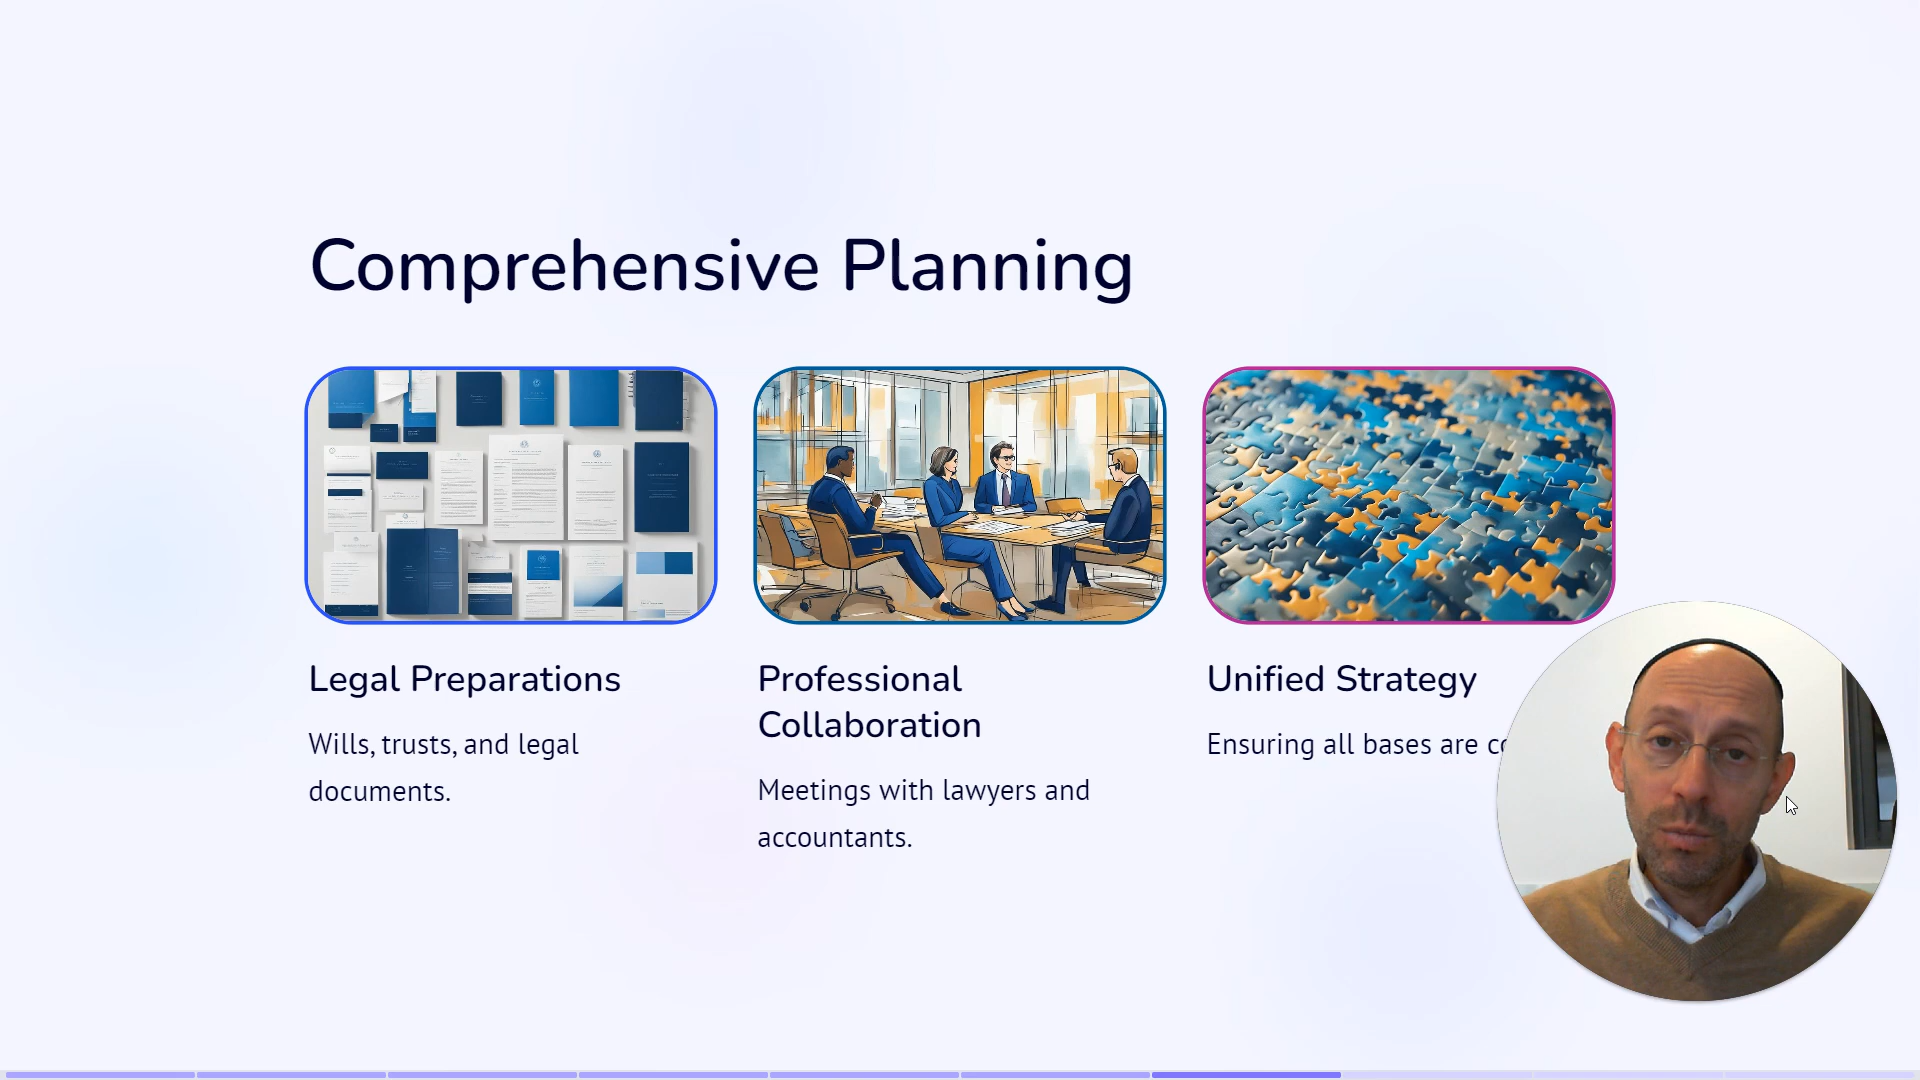 Comprehensive Planning
Legal Preparations
Wills, trusts, and legal
documents.
Professional
Collaboration
Meetings with lawyers and
accountants.
Unified Strategy
Ensuring all bases are